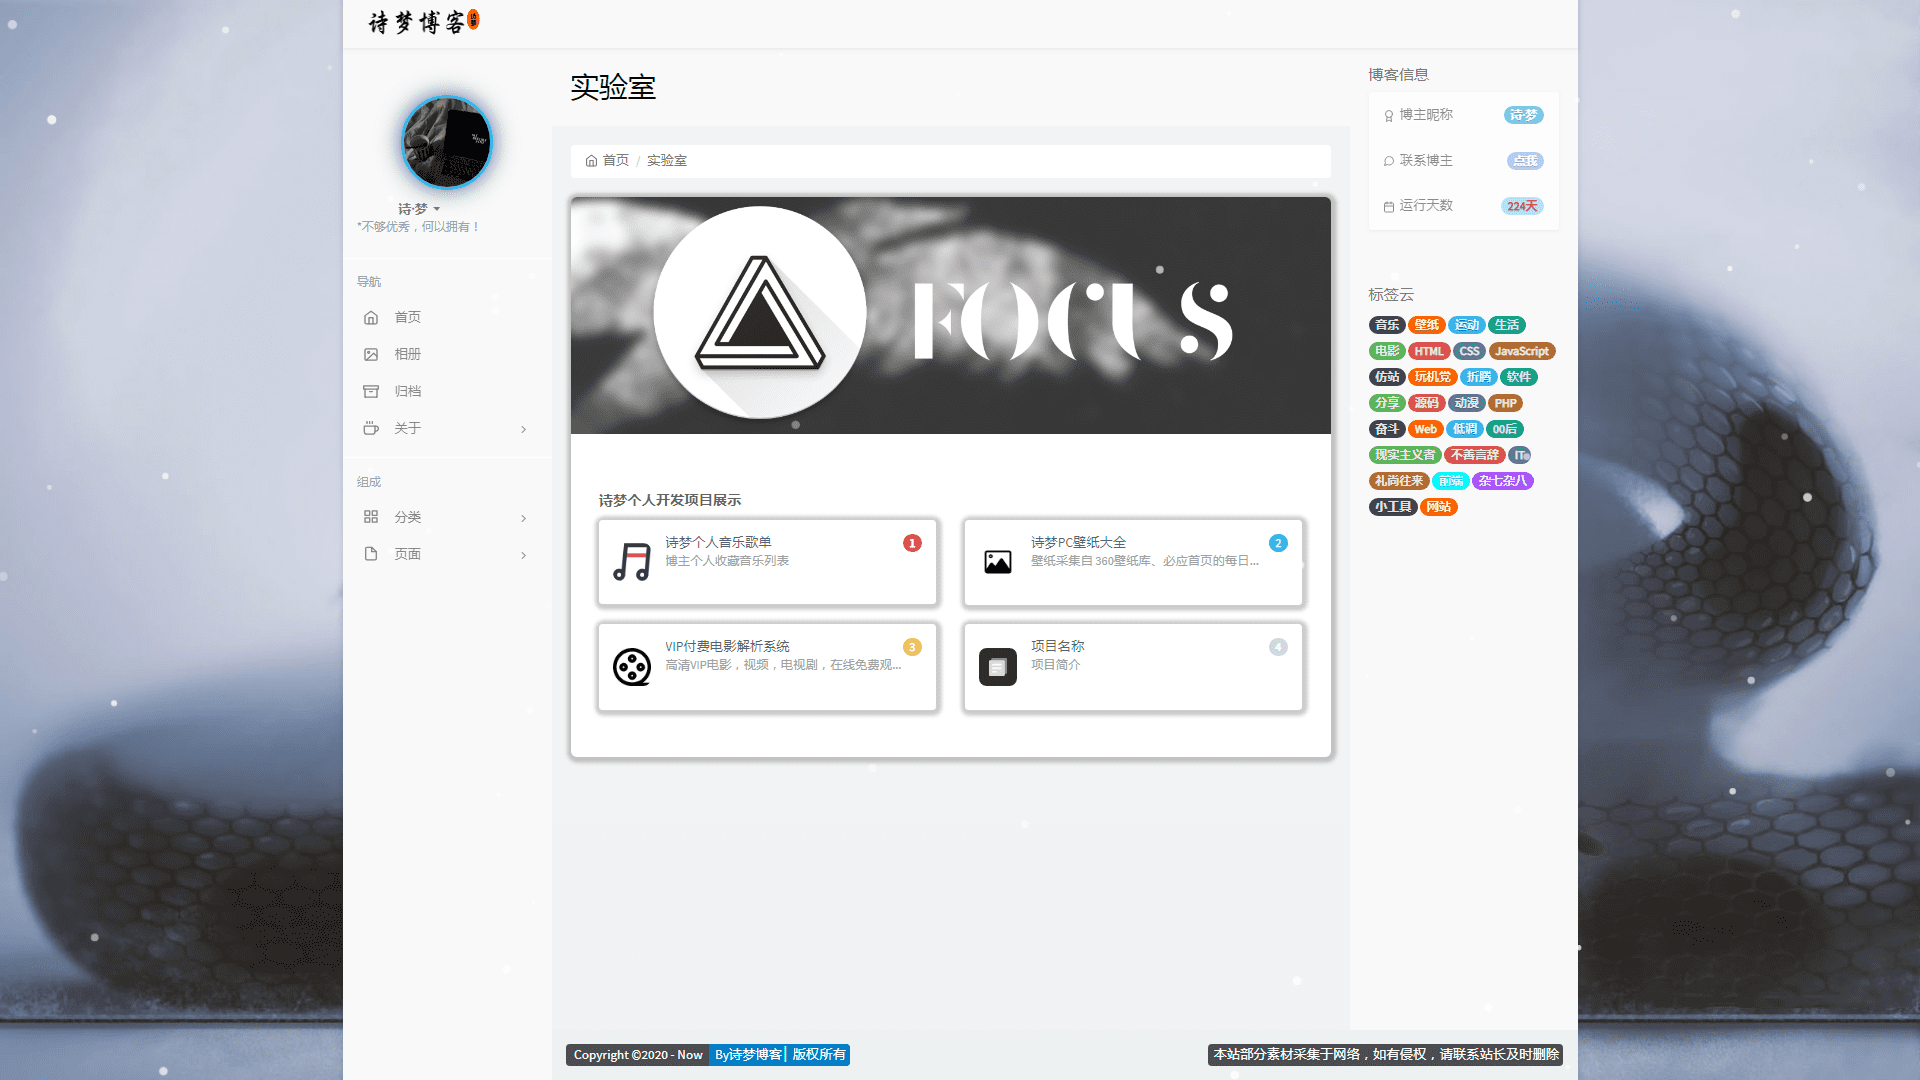 诗梦博客
诗·梦
*不够优秀，何以拥有！
导航
首页
相册
归档
关于
组成
分类
页面
实验室
首页 / 实验室
FOCUS
诗梦个人开发项目展示
诗梦个人音乐歌单
1
博主个人收藏音乐列表
诗梦PC壁纸大全
2
壁纸采集自 360壁纸库、必应首页的每日...
VIP付费电影解析系统
3
高清VIP电影，视频，电视剧，在线免费观...
项目名称
4
项目简介
博客信息
博主昵称 诗·梦
联系博主 点我
运行天数 224天
标签云
音乐 壁纸 运动 生活
电影 HTML CSS JavaScript
仿站 玩机党 折腾 软件
分享 源码 动漫 PHP
奋斗 Web 低调 00后
现实主义者 不善言辞
礼尚往来 前端 杂七杂八
小工具 网站
Copyright ©2020 - Now By诗梦博客| 版权所有
本站部分素材采集于网络，如有侵权，请联系站长及时删除